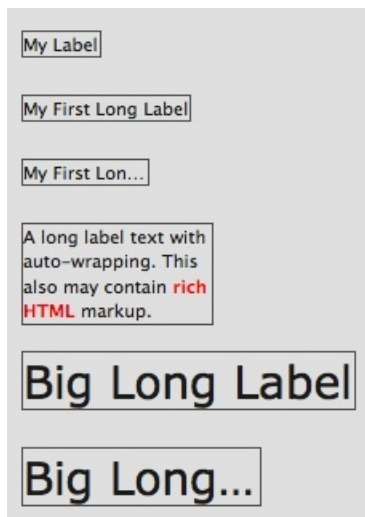 My Label
My First Long Label
My First Lon...
A long label text with
auto-wrapping. This
also may contain rich
HTML markup.
Big Long Label
Big Long...